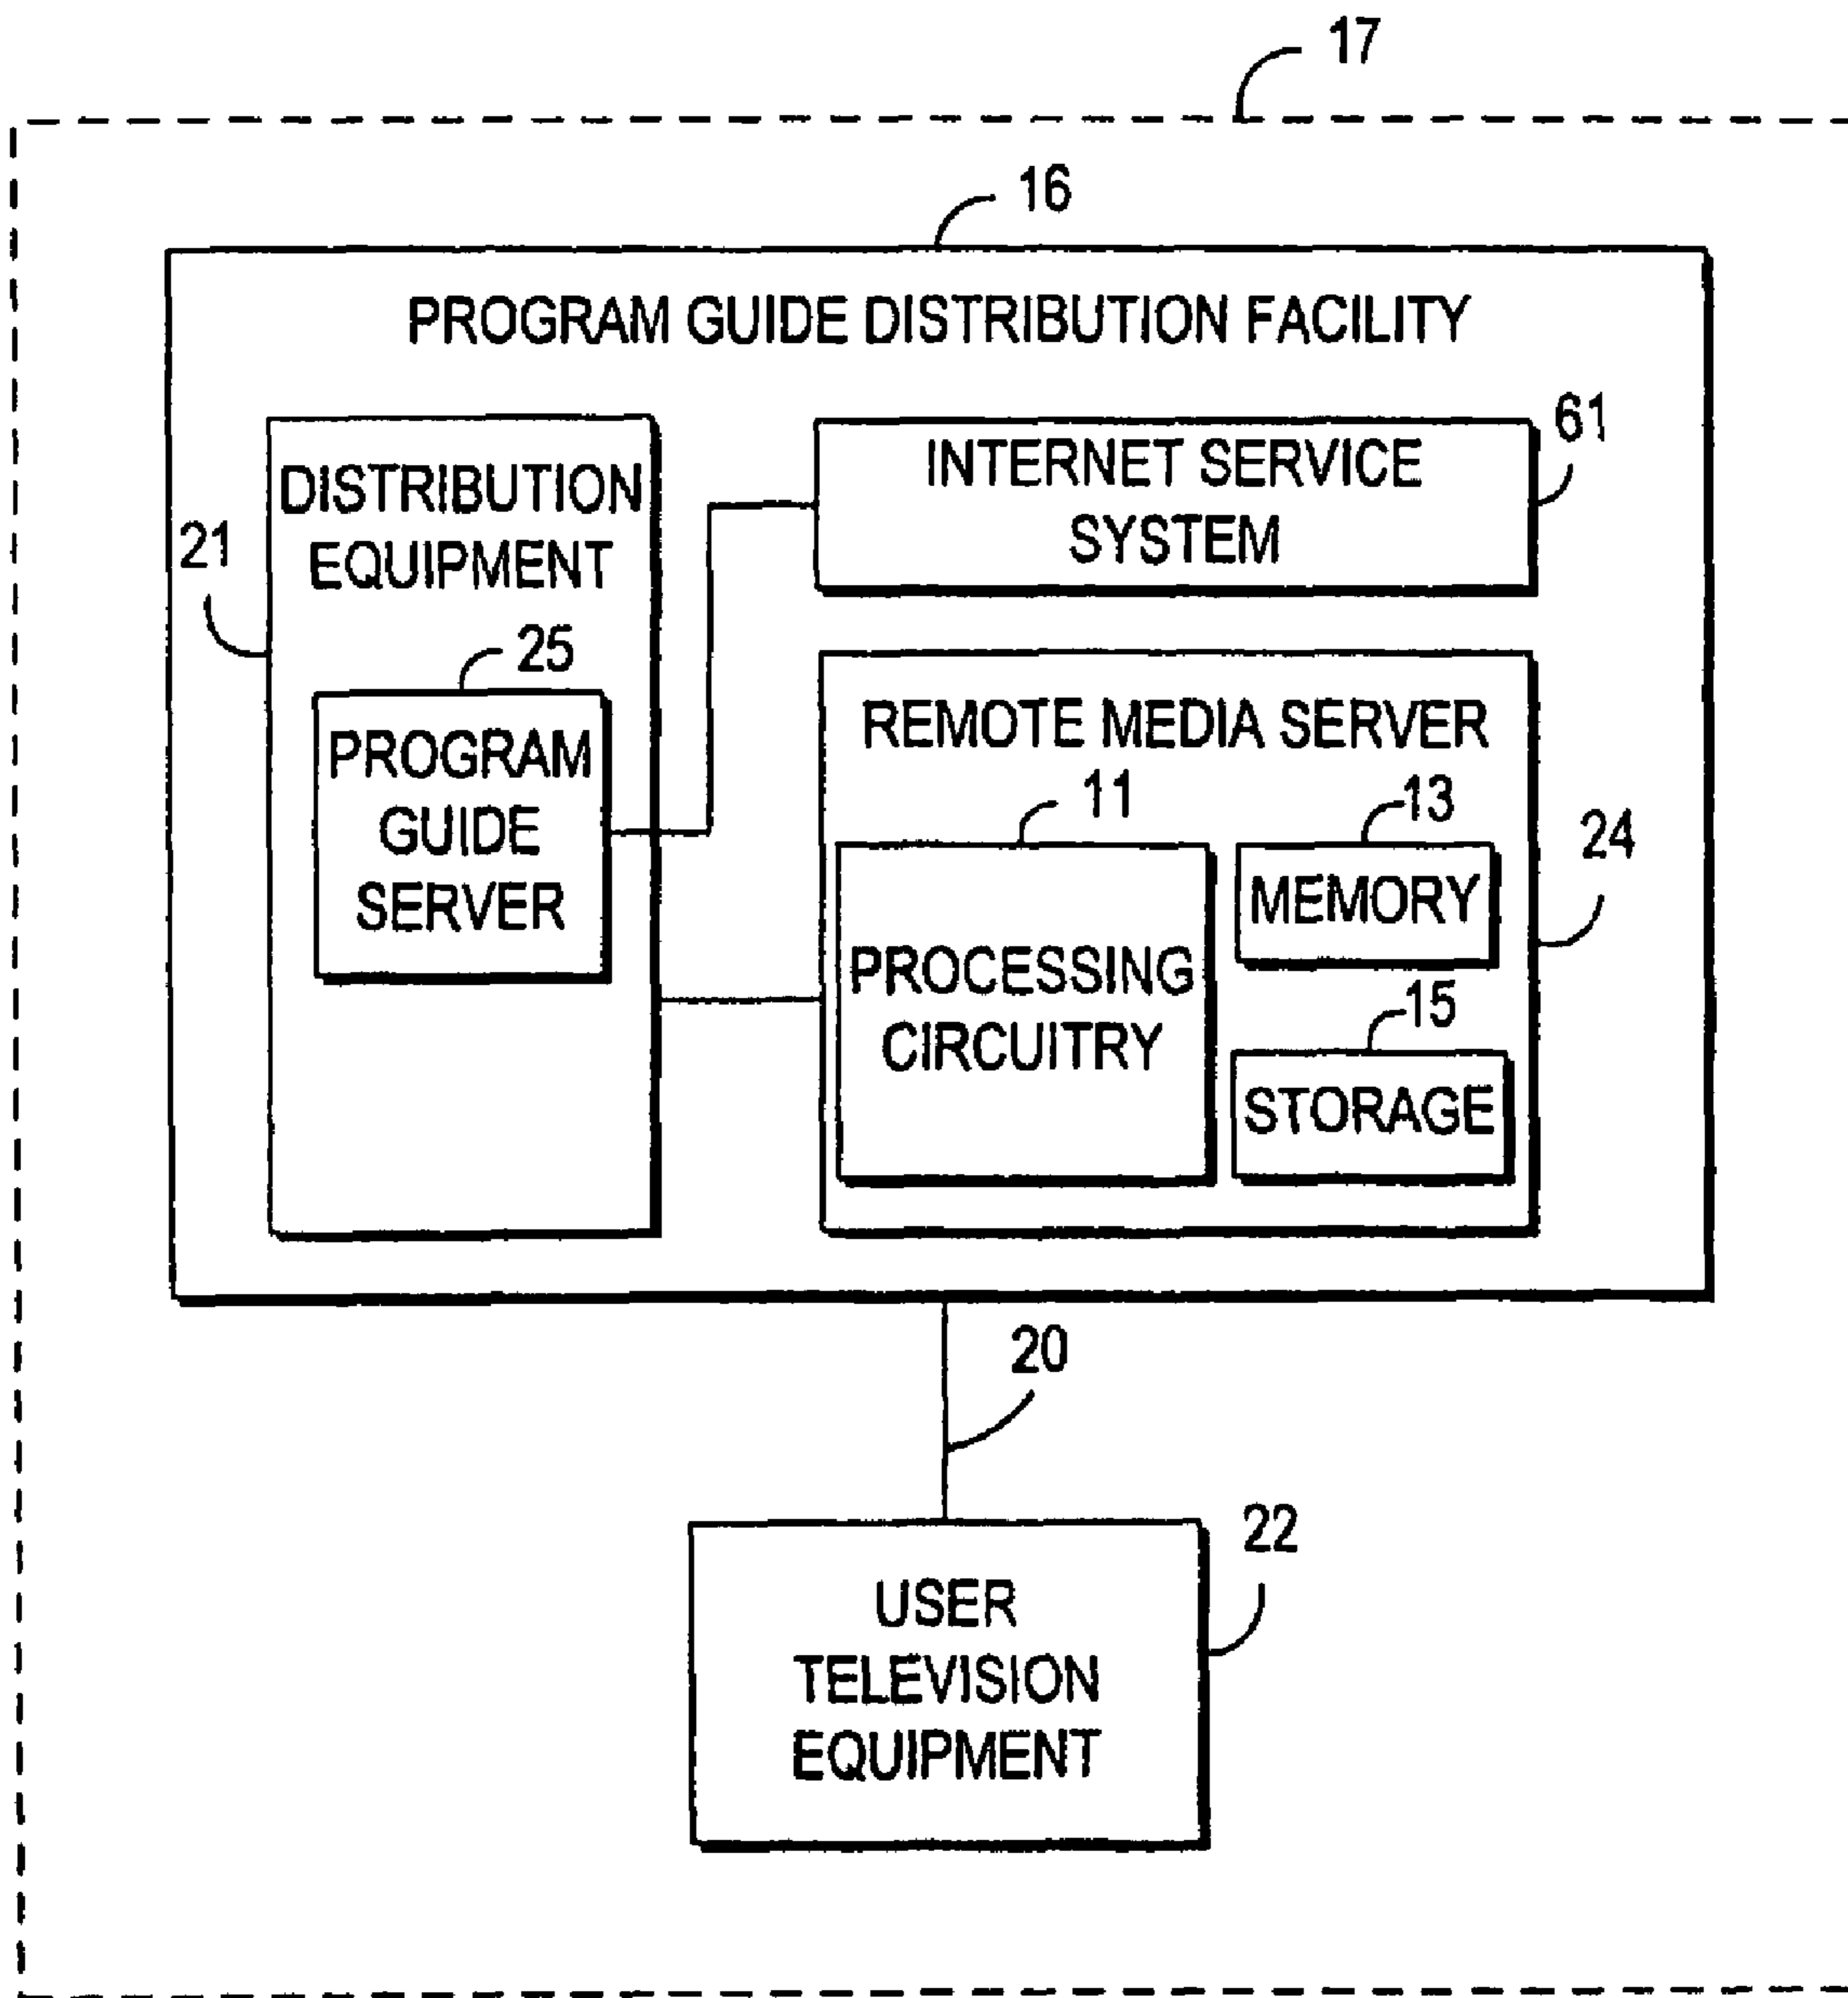 17
16
PROGRAM GUIDE DISTRIBUTION FACILITY
21
DISTRIBUTION
EQUIPMENT
25
PROGRAM
GUIDE
SERVER
61
INTERNET SERVICE
SYSTEM
REMOTE MEDIA SERVER
24
11
PROCESSING
CIRCUITRY
13
MEMORY
15
STORAGE
20
22
USER
TELEVISION
EQUIPMENT